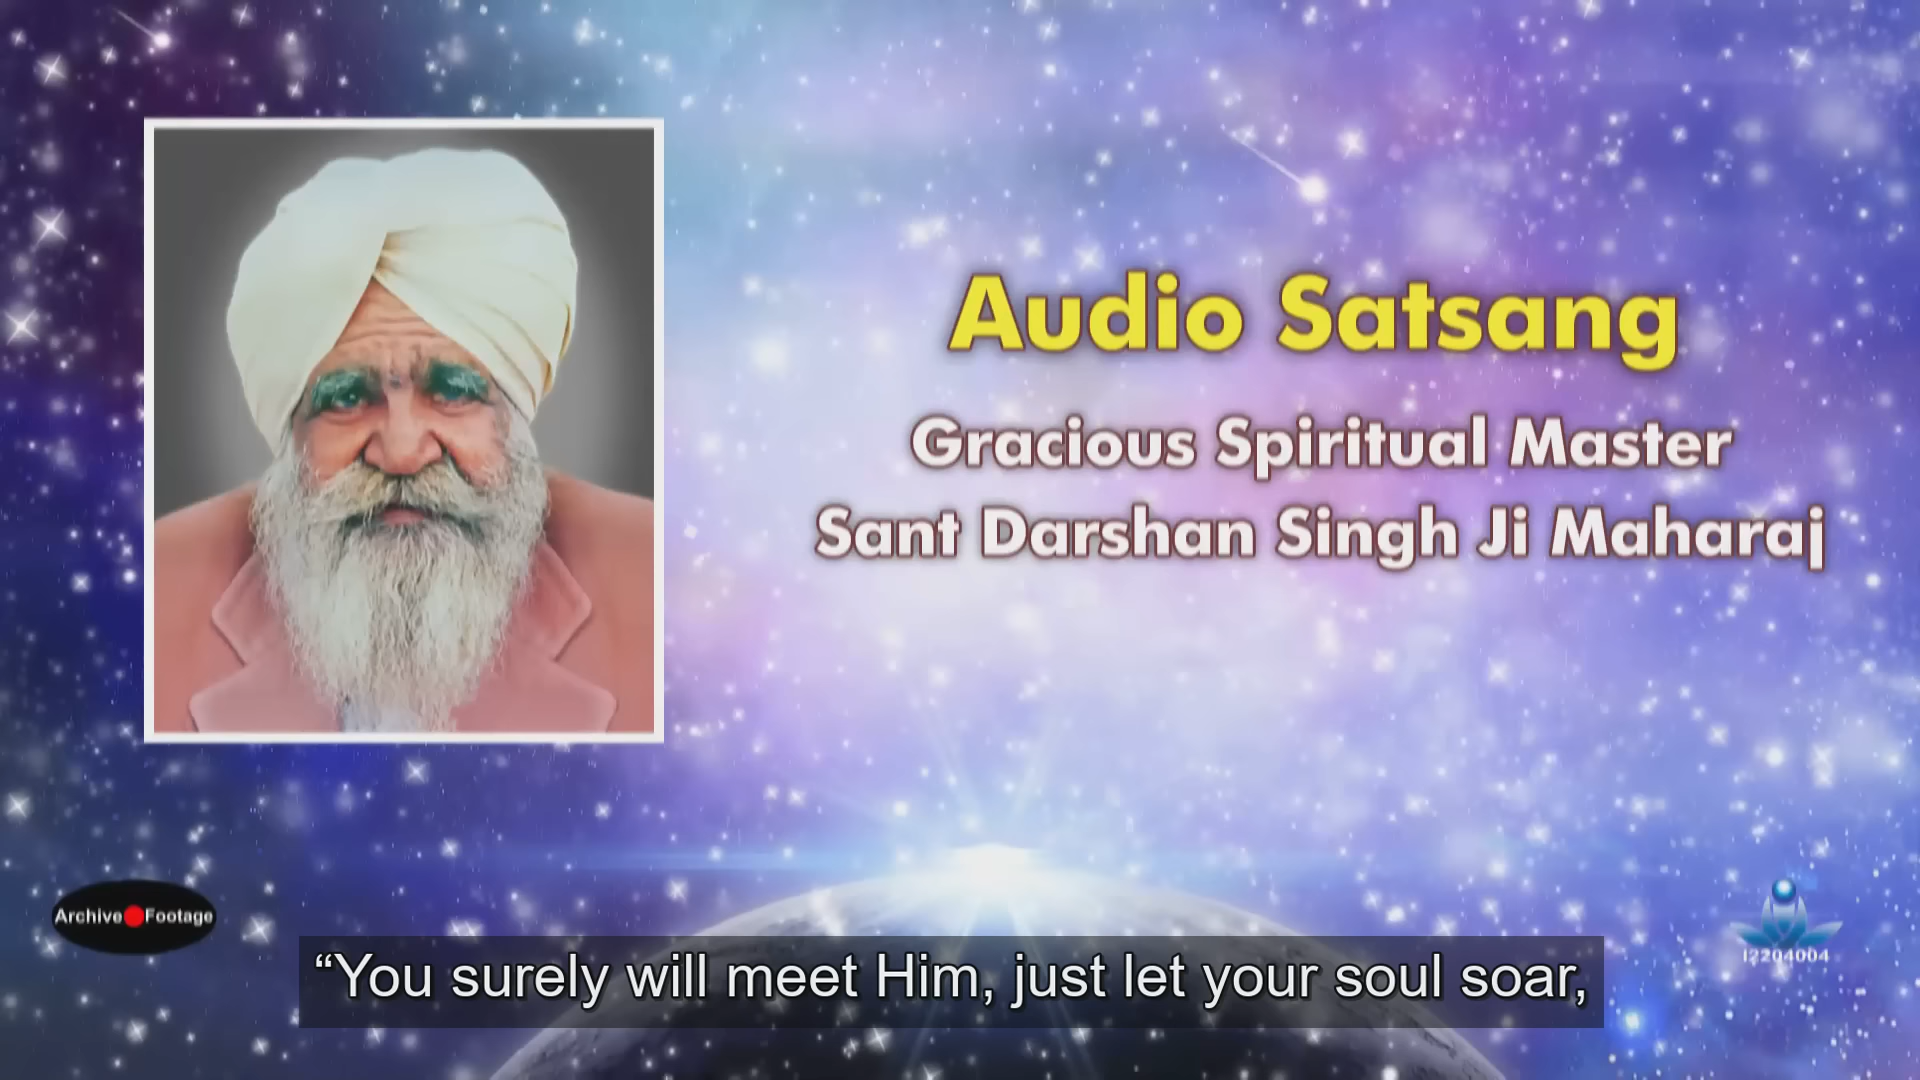 Audio Satsang
Gracious Spiritual Master
Sant Darshan Singh Ji Maharaj
Archive Footage
12204004
“You surely will meet Him, just let your soul soar,